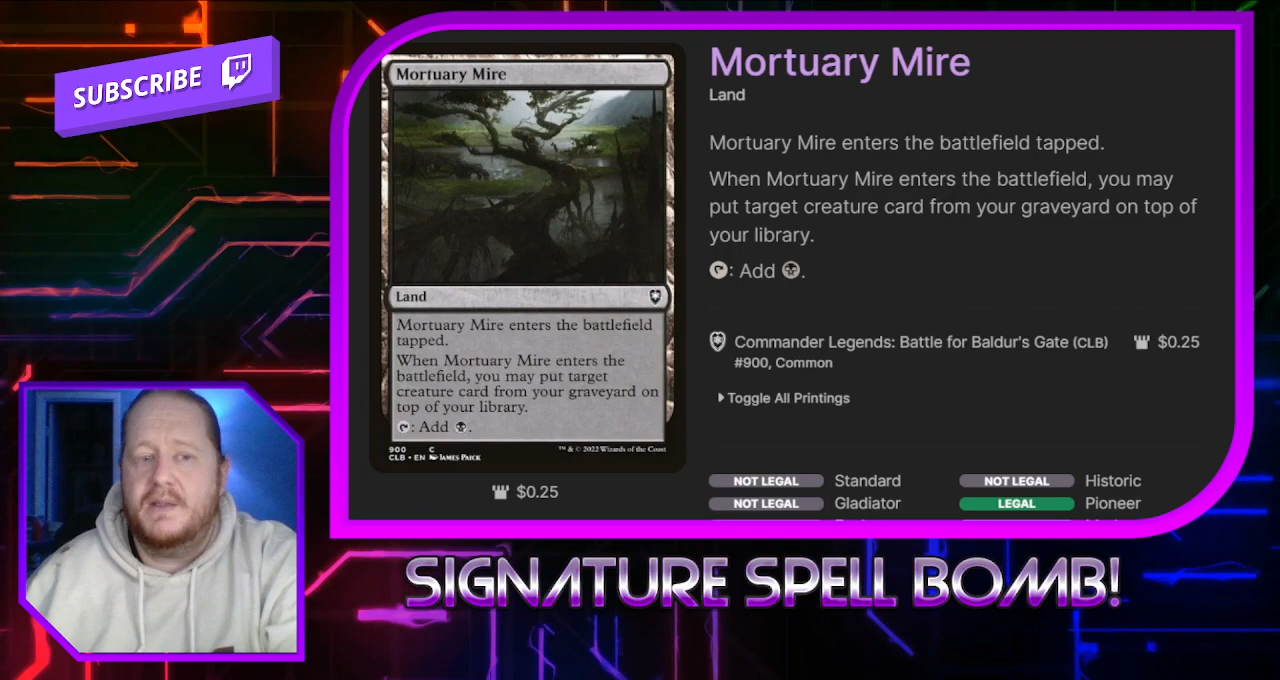 SUBSCRIBE
Mortuary Mire
Land
Mortuary Mire enters the battlefield tapped.
When Mortuary Mire enters the battlefield, you may
put target creature card from your graveyard on top of
your library.
: Add .
Commander Legends: Battle for Baldur's Gate (CLB) $0.25
#900, Common
Toggle All Printings
NOT LEGAL Standard NOT LEGAL Historic
NOT LEGAL Gladiator LEGAL Pioneer
Mortuary Mire
Land
Mortuary Mire enters the battlefield
tapped.
When Mortuary Mire enters the
battlefield, you may put target
creature card from your graveyard on
top of your library.
: Add .
900 C
CLB • EN JAMES PAICK ™ & © 2022 Wizards of the Coast
$0.25
SIGNATURE SPELL BOMB!